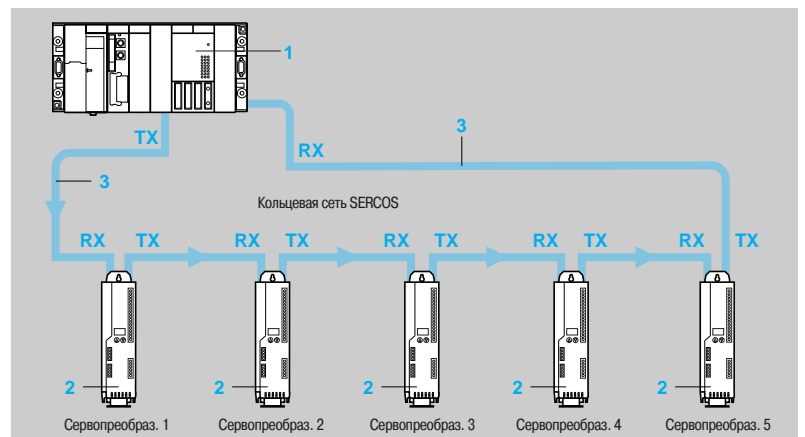 1
TX
RX
3
3
Кольцевая сеть SERCOS
RX TX RX TX RX TX RX TX RX TX
2 2 2 2 2
Сервопреобраз. 1 Сервопреобраз. 2 Сервопреобраз. 3 Сервопреобраз. 4 Сервопреобраз. 5